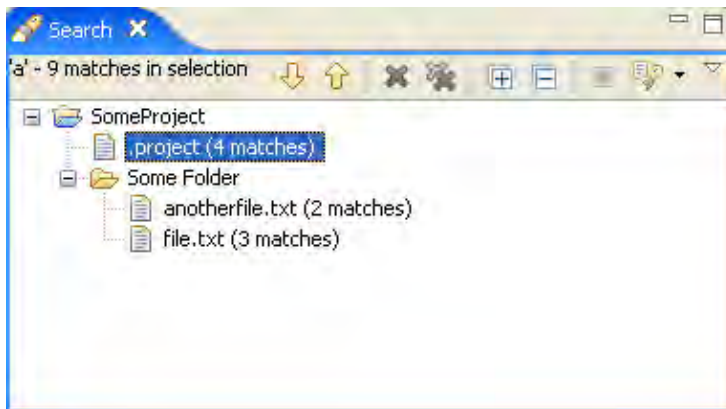 Search
'a' - 9 matches in selection
SomeProject
.project (4 matches)
Some Folder
anotherfile.txt (2 matches)
file.txt (3 matches)